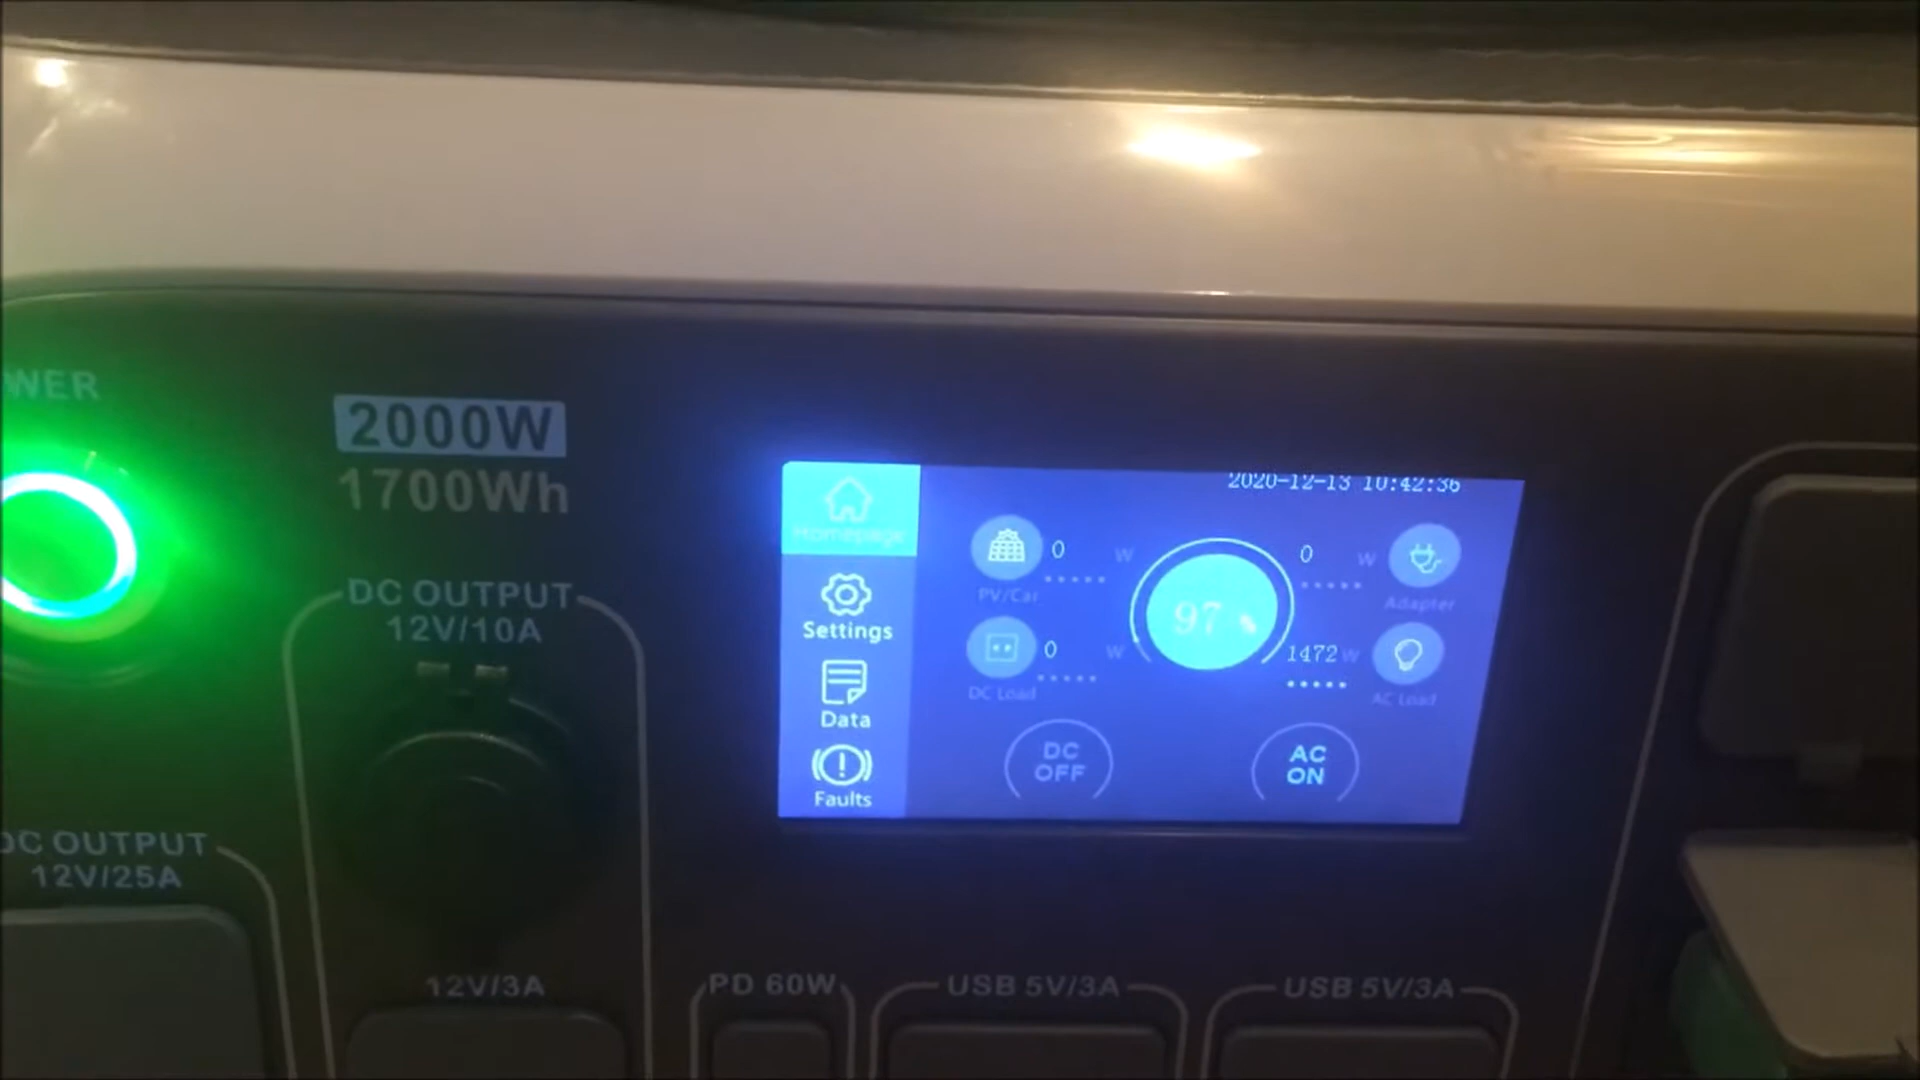 WER
2000W
1700Wh
DC OUTPUT
12V/10A
DC OUTPUT
12V/25A
12V/3A
PD 60W
USB 5V/3A
USB 5V/3A
2020-12-13 10:42:36
Homepage
Settings
Data
Faults
0 W
PV/Car
0 W
DC Load
97 %
0 W
Adapter
1472 W
AC Load
DC
OFF
AC
ON